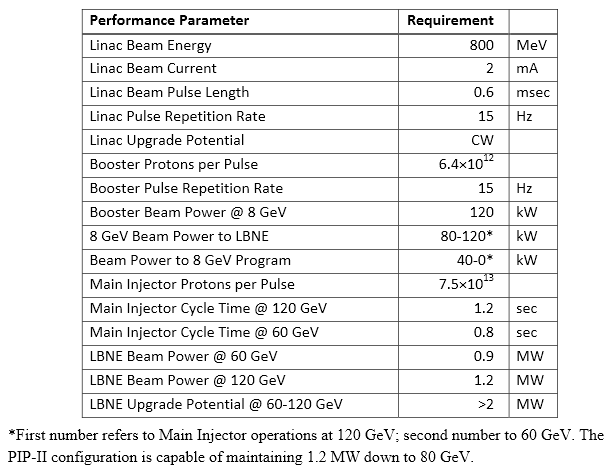 Performance Parameter Requirement
Linac Beam Energy 800 MeV
Linac Beam Current 2 mA
Linac Beam Pulse Length 0.6 msec
Linac Pulse Repetition Rate 15 Hz
Linac Upgrade Potential CW
Booster Protons per Pulse 6.4×10¹²
Booster Pulse Repetition Rate 15 Hz
Booster Beam Power @ 8 GeV 120 kW
8 GeV Beam Power to LBNE 80-120* kW
Beam Power to 8 GeV Program 40-0* kW
Main Injector Protons per Pulse 7.5×10¹³
Main Injector Cycle Time @ 120 GeV 1.2 sec
Main Injector Cycle Time @ 60 GeV 0.8 sec
LBNE Beam Power @ 60 GeV 0.9 MW
LBNE Beam Power @ 120 GeV 1.2 MW
LBNE Upgrade Potential @ 60-120 GeV >2 MW
*First number refers to Main Injector operations at 120 GeV; second number to 60 GeV. The
PIP-II configuration is capable of maintaining 1.2 MW down to 80 GeV.